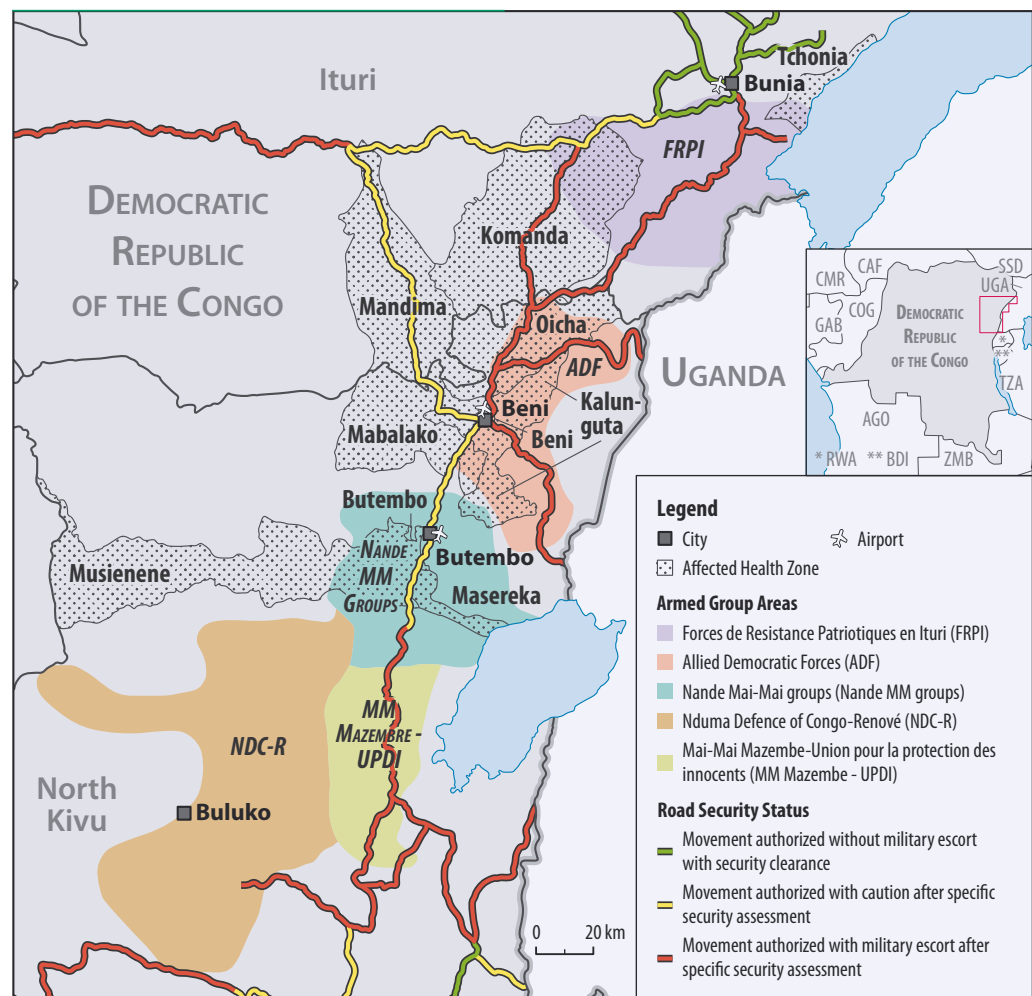 Tchonia
Bunia
Ituri
FRPI
Democratic
Republic
of the Congo
Komanda
Mandima
Oicha
ADF
Uganda
Beni
Kalun-
guta
Beni
Mabalako
Butembo
Butembo
Nande
MM
Groups
Musienene
Masereka
MM
Mazembre -
UPDI
NDC-R
North
Kivu
Buluko
0 20 km
CMR
CAF
SSD
UGA
COG
GAB
Democratic
Republic
of the Congo
*
**
TZA
AGO
* RWA
** BDI
ZMB
Legend
City
Airport
Affected Health Zone
Armed Group Areas
Forces de Resistance Patriotiques en Ituri (FRPI)
Allied Democratic Forces (ADF)
Nande Mai-Mai groups (Nande MM groups)
Nduma Defence of Congo-Renové (NDC-R)
Mai-Mai Mazembe-Union pour la protection des
innocents (MM Mazembe - UPDI)
Road Security Status
Movement authorized without military escort
with security clearance
Movement authorized with caution after specific
security assessment
Movement authorized with military escort after
specific security assessment